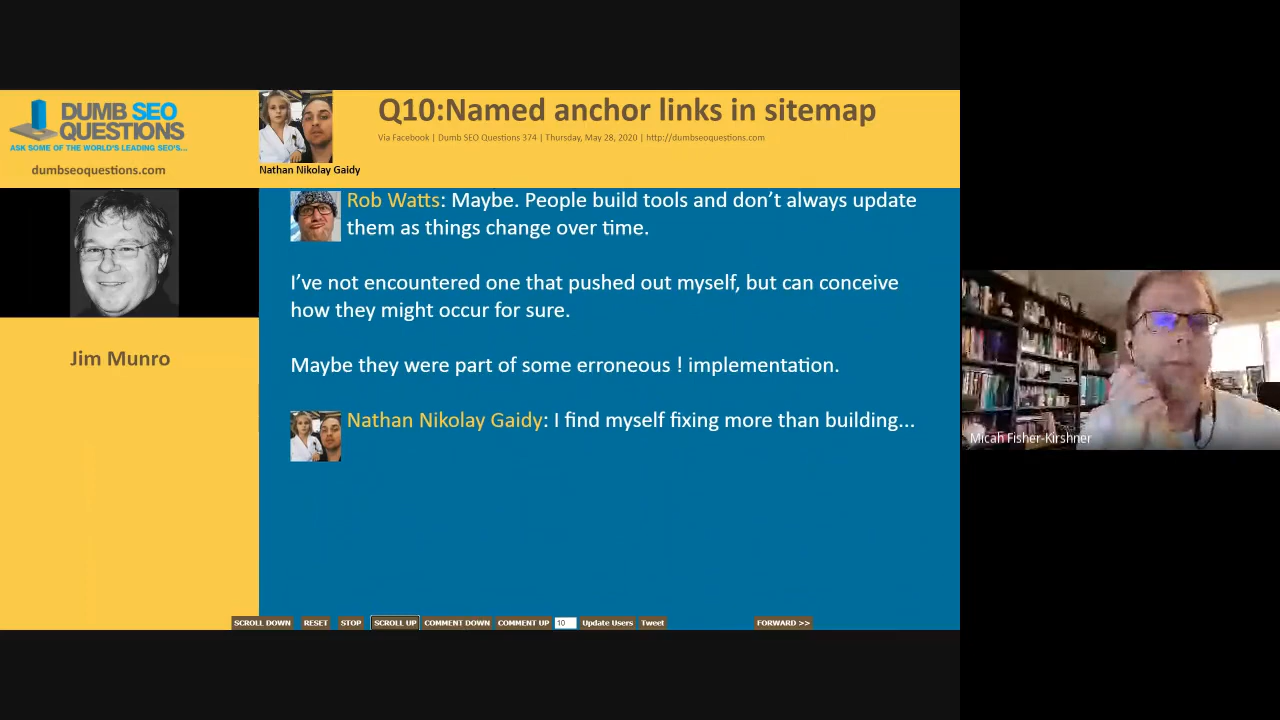 DUMB SEO
QUESTIONS
ASK SOME OF THE WORLD'S LEADING SEO'S...
dumbseoquestions.com
Nathan Nikolay Gaidy
Q10:Named anchor links in sitemap
Via Facebook | Dumb SEO Questions 374 | Thursday, May 28, 2020 | http://dumbseoquestions.com
Jim Munro
Rob Watts: Maybe. People build tools and don’t always update
them as things change over time.
I’ve not encountered one that pushed out myself, but can conceive
how they might occur for sure.
Maybe they were part of some erroneous ! implementation.
Nathan Nikolay Gaidy: I find myself fixing more than building...
Micah Fisher-Kirshner
SCROLL DOWN RESET STOP SCROLL UP COMMENT DOWN COMMENT UP 10 Update Users Tweet FORWARD >>